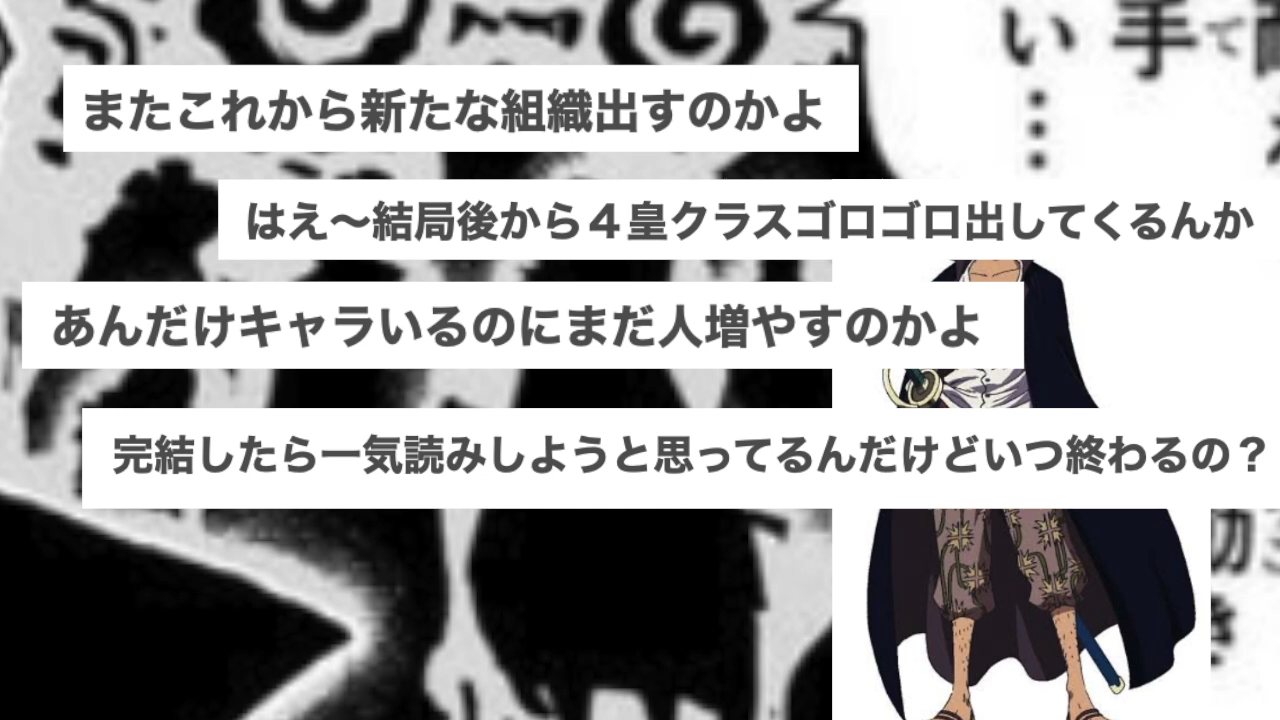 い
手て
…
またこれから新たな組織出すのかよ
はえ〜結局後から４皇クラスゴロゴロ出してくるんか
あんだけキャラいるのにまだ人増やすのかよ
完結したら一気読みしようと思ってるんだけどいつ終わるの？